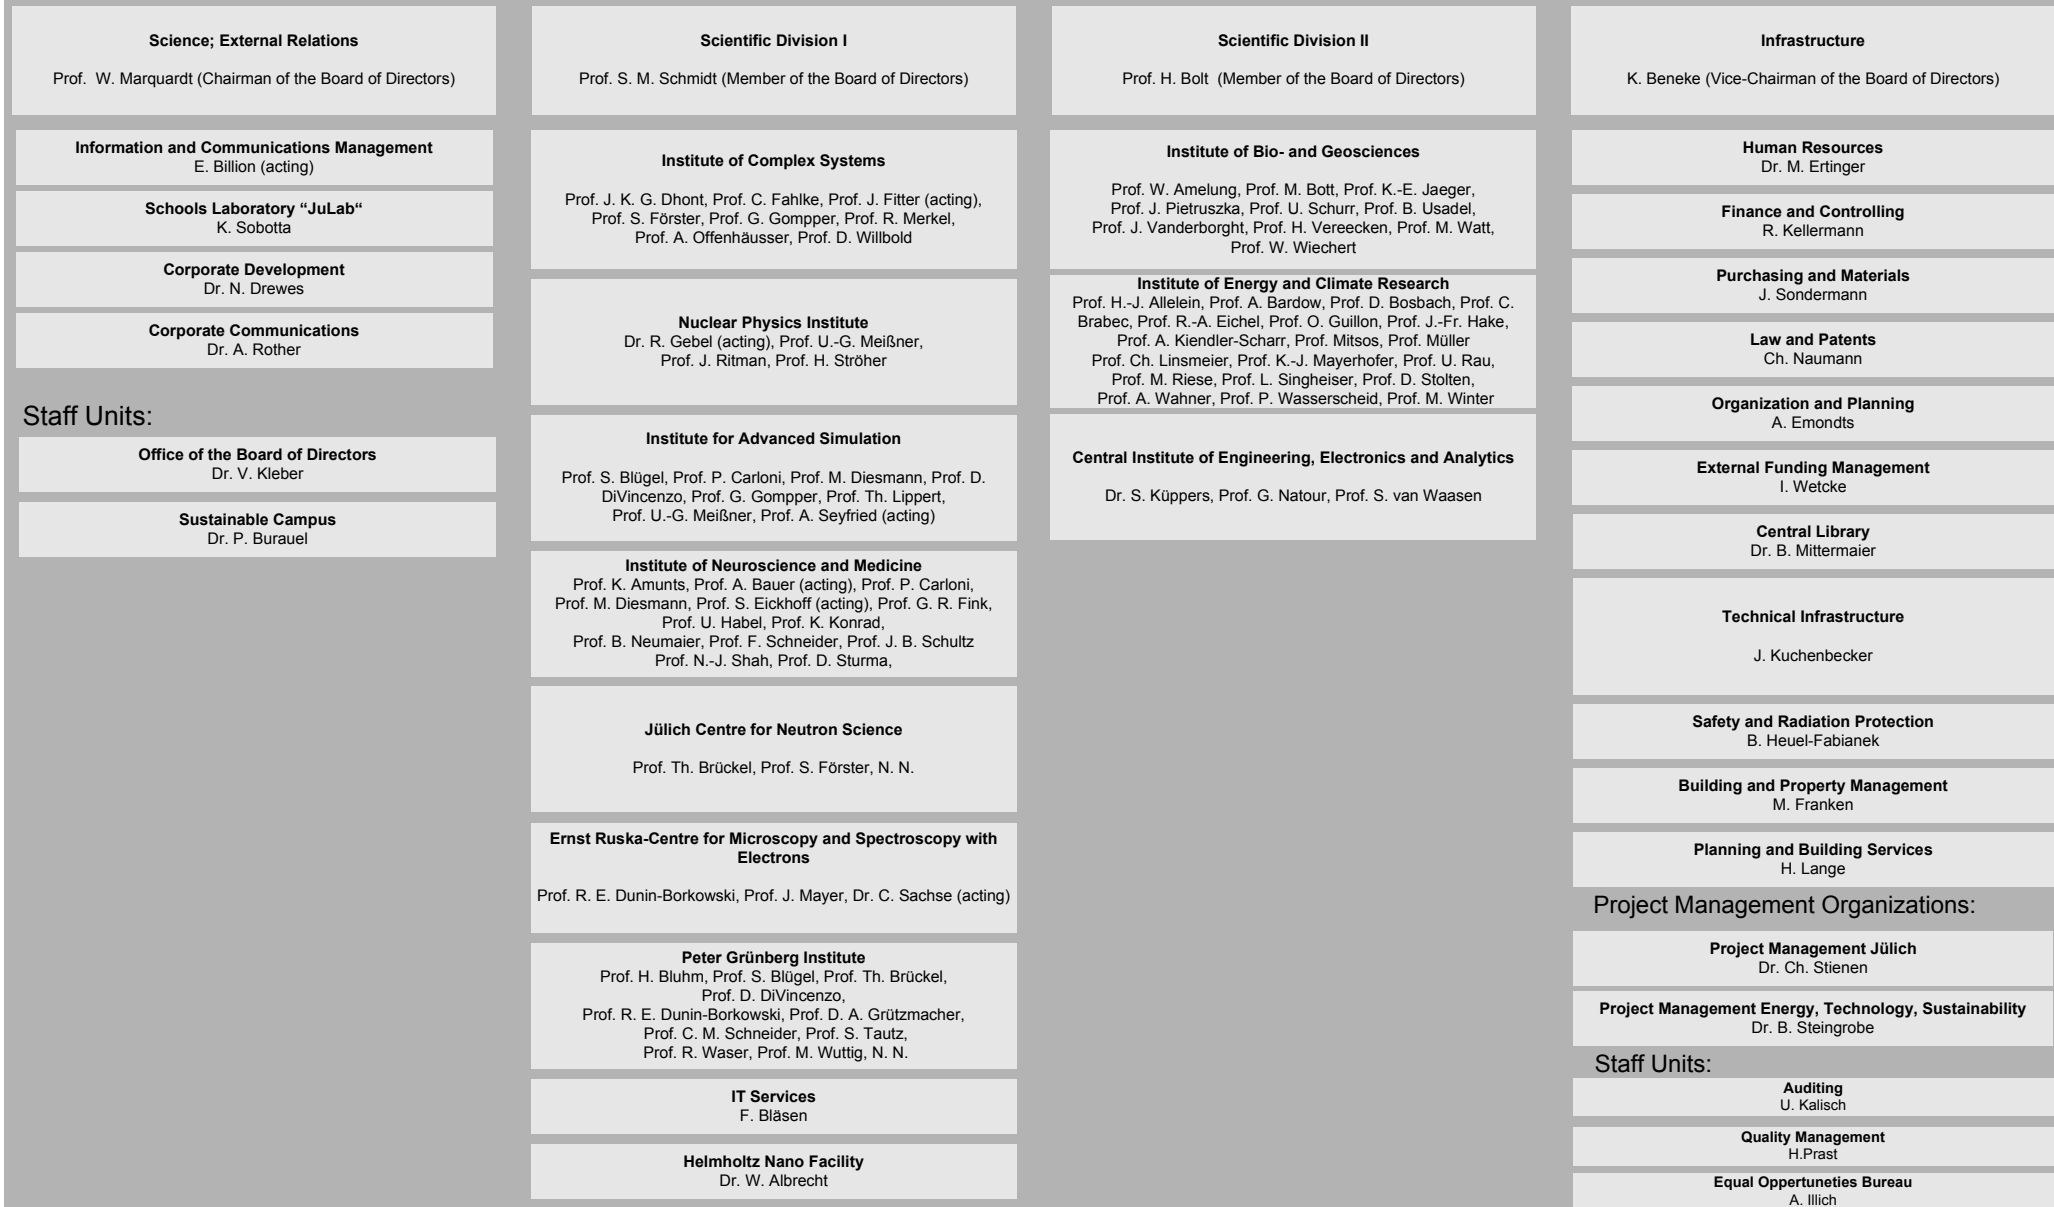 Science; External Relations
Prof. W. Marquardt (Chairman of the Board of Directors)
Information and Communications Management
E. Billion (acting)
Schools Laboratory “JuLab“
K. Sobotta
Corporate Development
Dr. N. Drewes
Corporate Communications
Dr. A. Rother
Staff Units:
Office of the Board of Directors
Dr. V. Kleber
Sustainable Campus
Dr. P. Burauel
Scientific Division I
Prof. S. M. Schmidt (Member of the Board of Directors)
Institute of Complex Systems
Prof. J. K. G. Dhont, Prof. C. Fahlke, Prof. J. Fitter (acting),
Prof. S. Förster, Prof. G. Gompper, Prof. R. Merkel,
Prof. A. Offenhäusser, Prof. D. Willbold
Nuclear Physics Institute
Dr. R. Gebel (acting), Prof. U.-G. Meißner,
Prof. J. Ritman, Prof. H. Ströher
Institute for Advanced Simulation
Prof. S. Blügel, Prof. P. Carloni, Prof. M. Diesmann, Prof. D.
DiVincenzo, Prof. G. Gompper, Prof. Th. Lippert,
Prof. U.-G. Meißner, Prof. A. Seyfried (acting)
Institute of Neuroscience and Medicine
Prof. K. Amunts, Prof. A. Bauer (acting), Prof. P. Carloni,
Prof. M. Diesmann, Prof. S. Eickhoff (acting), Prof. G. R. Fink,
Prof. U. Habel, Prof. K. Konrad,
Prof. B. Neumaier, Prof. F. Schneider, Prof. J. B. Schultz
Prof. N.-J. Shah, Prof. D. Sturma,
Jülich Centre for Neutron Science
Prof. Th. Brückel, Prof. S. Förster, N. N.
Ernst Ruska-Centre for Microscopy and Spectroscopy with
Electrons
Prof. R. E. Dunin-Borkowski, Prof. J. Mayer, Dr. C. Sachse (acting)
Peter Grünberg Institute
Prof. H. Bluhm, Prof. S. Blügel, Prof. Th. Brückel,
Prof. D. DiVincenzo,
Prof. R. E. Dunin-Borkowski, Prof. D. A. Grützmacher,
Prof. C. M. Schneider, Prof. S. Tautz,
Prof. R. Waser, Prof. M. Wuttig, N. N.
IT Services
F. Bläsen
Helmholtz Nano Facility
Dr. W. Albrecht
Scientific Division II
Prof. H. Bolt (Member of the Board of Directors)
Institute of Bio- and Geosciences
Prof. W. Amelung, Prof. M. Bott, Prof. K.-E. Jaeger,
Prof. J. Pietruszka, Prof. U. Schurr, Prof. B. Usadel,
Prof. J. Vanderborght, Prof. H. Vereecken, Prof. M. Watt,
Prof. W. Wiechert
Institute of Energy and Climate Research
Prof. H.-J. Allelein, Prof. A. Bardow, Prof. D. Bosbach, Prof. C.
Brabec, Prof. R.-A. Eichel, Prof. O. Guillon, Prof. J.-Fr. Hake,
Prof. A. Kiendler-Scharr, Prof. Mitsos, Prof. Müller
Prof. Ch. Linsmeier, Prof. K.-J. Mayerhofer, Prof. U. Rau,
Prof. M. Riese, Prof. L. Singheiser, Prof. D. Stolten,
Prof. A. Wahner, Prof. P. Wasserscheid, Prof. M. Winter
Central Institute of Engineering, Electronics and Analytics
Dr. S. Küppers, Prof. G. Natour, Prof. S. van Waasen
Infrastructure
K. Beneke (Vice-Chairman of the Board of Directors)
Human Resources
Dr. M. Ertinger
Finance and Controlling
R. Kellermann
Purchasing and Materials
J. Sondermann
Law and Patents
Ch. Naumann
Organization and Planning
A. Emondts
External Funding Management
I. Wetcke
Central Library
Dr. B. Mittermaier
Technical Infrastructure
J. Kuchenbecker
Safety and Radiation Protection
B. Heuel-Fabianek
Building and Property Management
M. Franken
Planning and Building Services
H. Lange
Project Management Organizations:
Project Management Jülich
Dr. Ch. Stienen
Project Management Energy, Technology, Sustainability
Dr. B. Steingrobe
Staff Units:
Auditing
U. Kalisch
Quality Management
H.Prast
Equal Oppertuneties Bureau
A. Illich